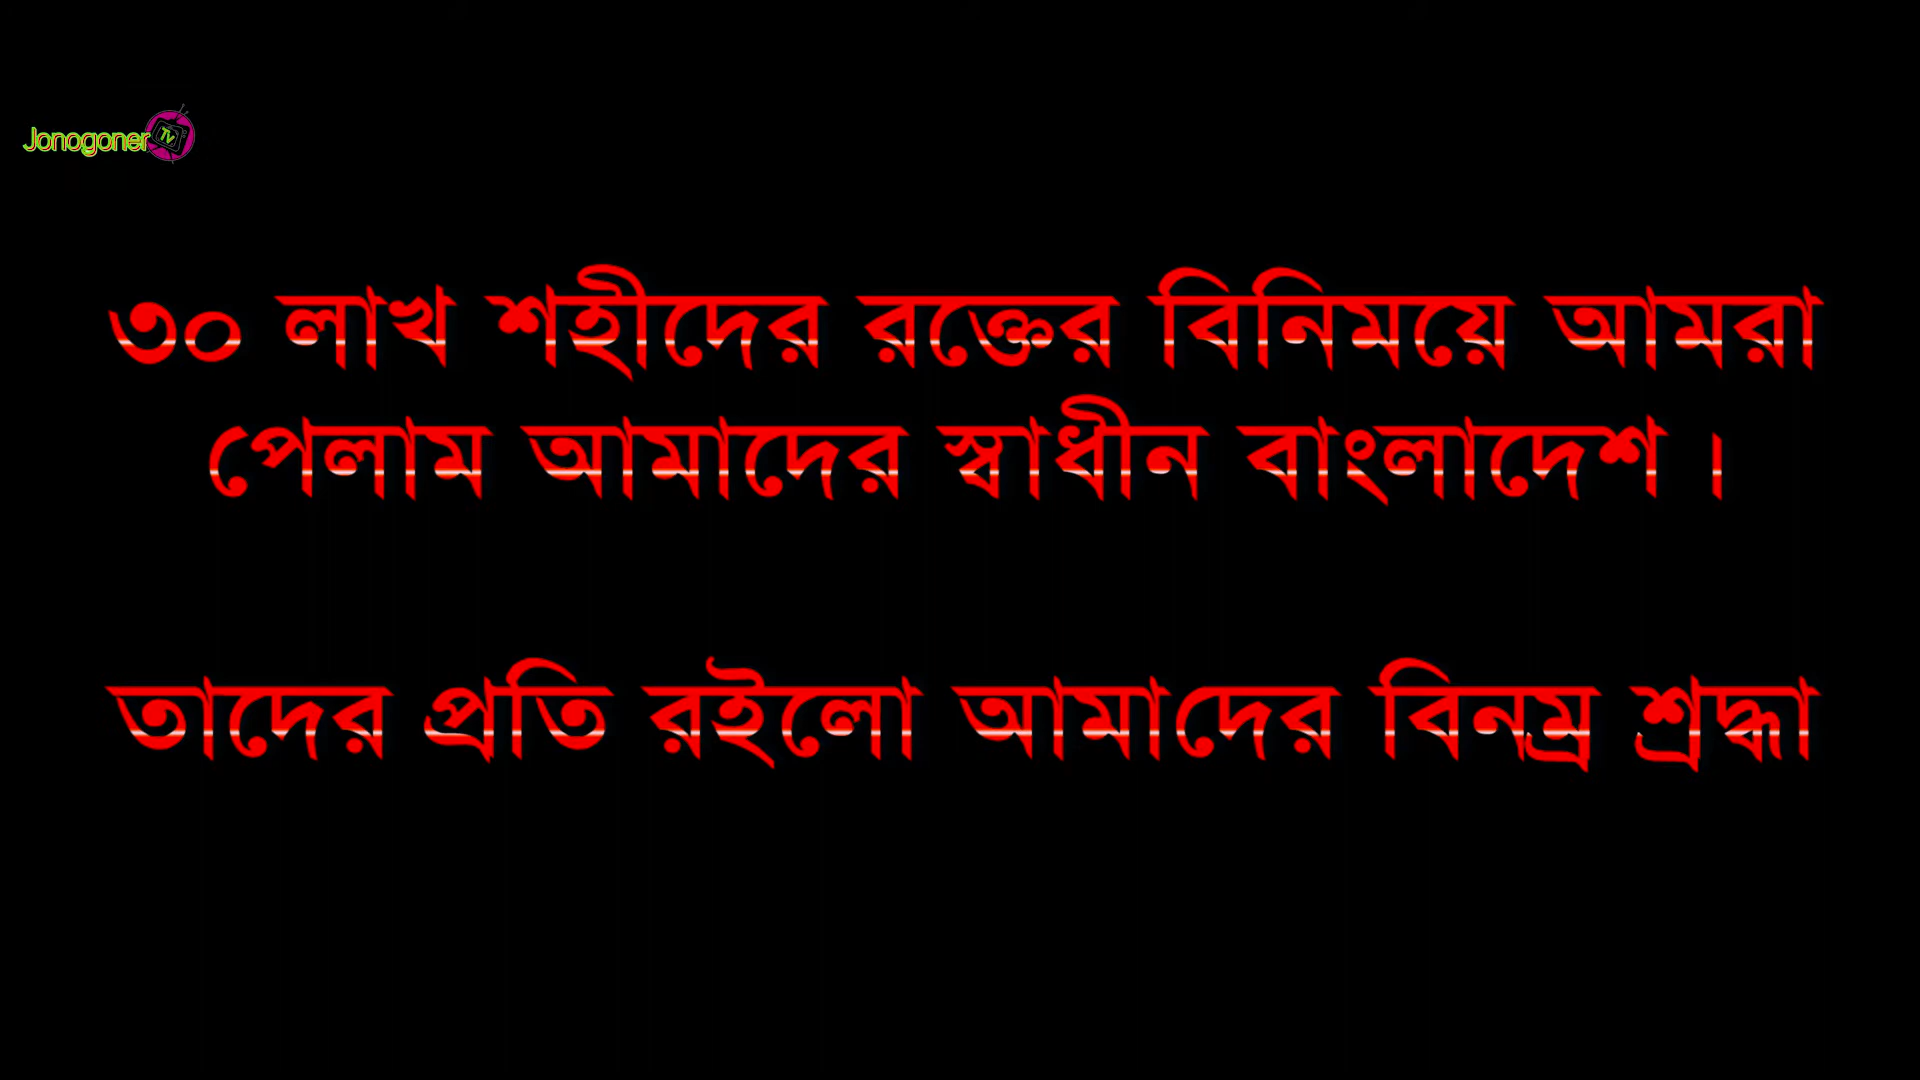 Jonogoner Tv
৩০ লাখ শহীদের রক্তের বিনিময়ে আমরা
পেলাম আমাদের স্বাধীন বাংলাদেশ ।
তাদের প্রতি রইলো আমাদের বিনম্র শ্রদ্ধা